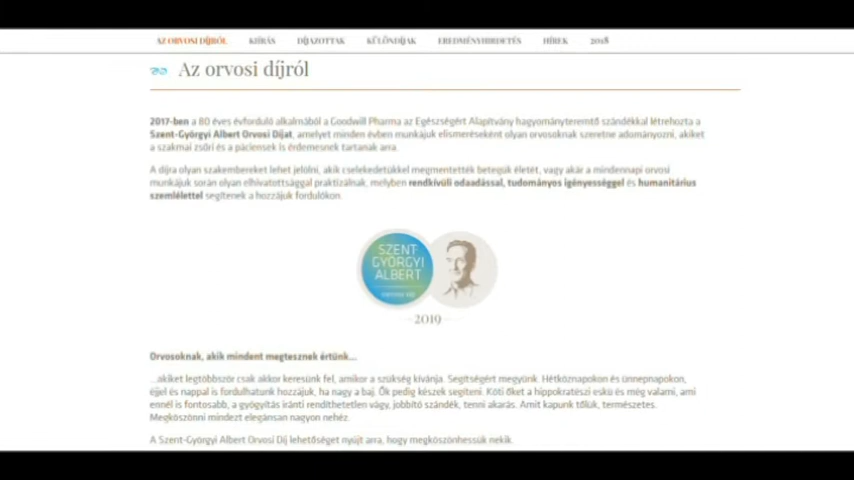 AZ ORVOSI DÍJRÓL KIÍRÁS DÍJAZOTTAK KÜLÖNDÍJAK EREDMÉNYHIRDETÉS HÍREK 2018
Az orvosi díjról
2017-ben a 80 éves évforduló alkalmából a Goodwill Pharma az Egészségért Alapítvány hagyományteremtő szándékkal létrehozta a
Szent-Györgyi Albert Orvosi Díjat, amelyet minden évben munkájuk elismeréseként olyan orvosoknak szeretne adományozni, akiket
a szakmai zsűri és a páciensek is érdemesnek tartanak arra.
A díjra olyan szakembereket lehet jelölni, akik cselekedetükkel megmentették betegük életét, vagy akár a mindennapi orvosi
munkájuk során olyan elhivatottsággal praktizálnak, melyben rendkívüli odaadással, tudományos igényességgel és humanitárius
szemlélettel segítenek a hozzájuk fordulókon.
SZENT-
GYÖRGYI
ALBERT
ORVOSI DÍJ
2019
Orvosoknak, akik mindent megtesznek értünk...
...akiket legtöbbször csak akkor keresünk fel, amikor a szükség kívánja. Segítségért megyünk. Hétköznapokon és ünnepnapokon,
éjjel és nappal is fordulhatunk hozzájuk, ha nagy a baj. Ők pedig készek segíteni. Köti őket a hippokratészi eskü és még valami, ami
ennél is fontosabb, a gyógyítás iránti rendíthetetlen vágy, jobbító szándék, tenni akarás. Amit kapunk tőlük, természetes.
Megköszönni mindezt elegánsan nagyon nehéz.
A Szent-Györgyi Albert Orvosi Díj lehetőséget nyújt arra, hogy megköszönhessük nekik.